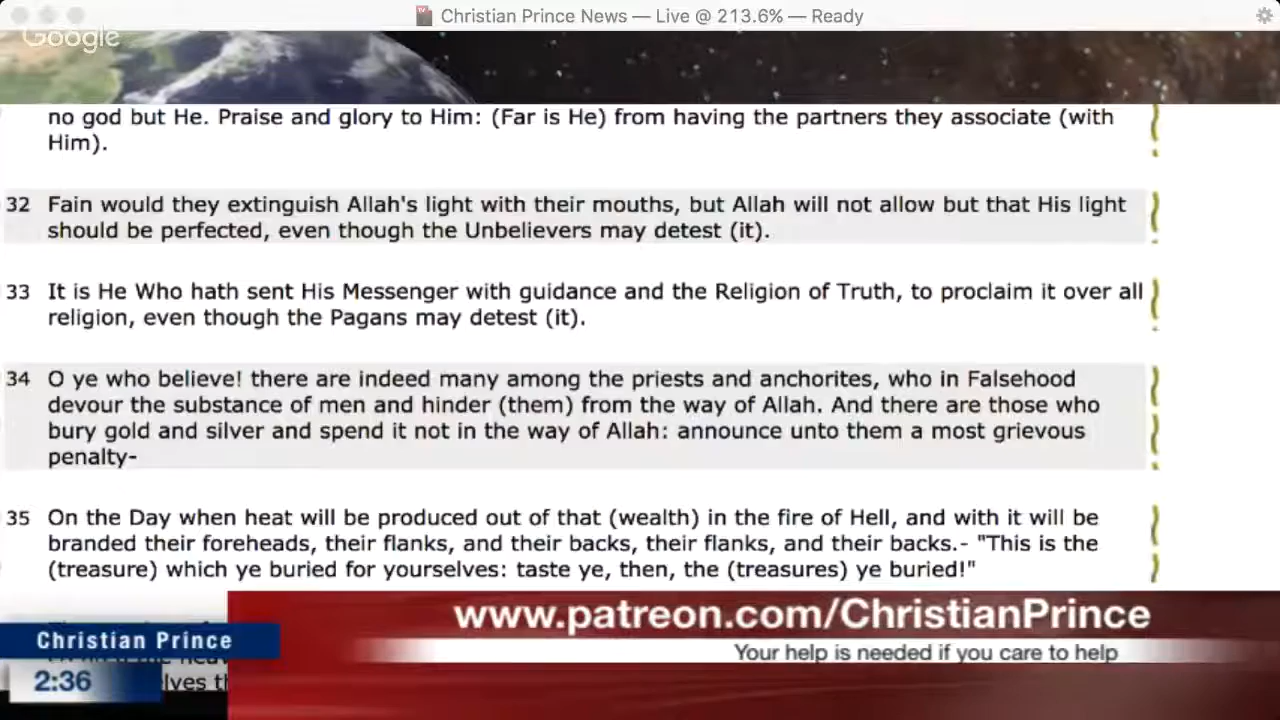 Christian Prince News — Live @ 213.6% — Ready
Google
no god but He. Praise and glory to Him: (Far is He) from having the partners they associate (with
Him).
32 Fain would they extinguish Allah's light with their mouths, but Allah will not allow but that His light
should be perfected, even though the Unbelievers may detest (it).
33 It is He Who hath sent His Messenger with guidance and the Religion of Truth, to proclaim it over all
religion, even though the Pagans may detest (it).
34 O ye who believe! there are indeed many among the priests and anchorites, who in Falsehood
devour the substance of men and hinder (them) from the way of Allah. And there are those who
bury gold and silver and spend it not in the way of Allah: announce unto them a most grievous
penalty-
35 On the Day when heat will be produced out of that (wealth) in the fire of Hell, and with it will be
branded their foreheads, their flanks, and their backs, their flanks, and their backs.- "This is the
(treasure) which ye buried for yourselves: taste ye, then, the (treasures) ye buried!"
www.patreon.com/ChristianPrince
Christian Prince
Your help is needed if you care to help
2:36